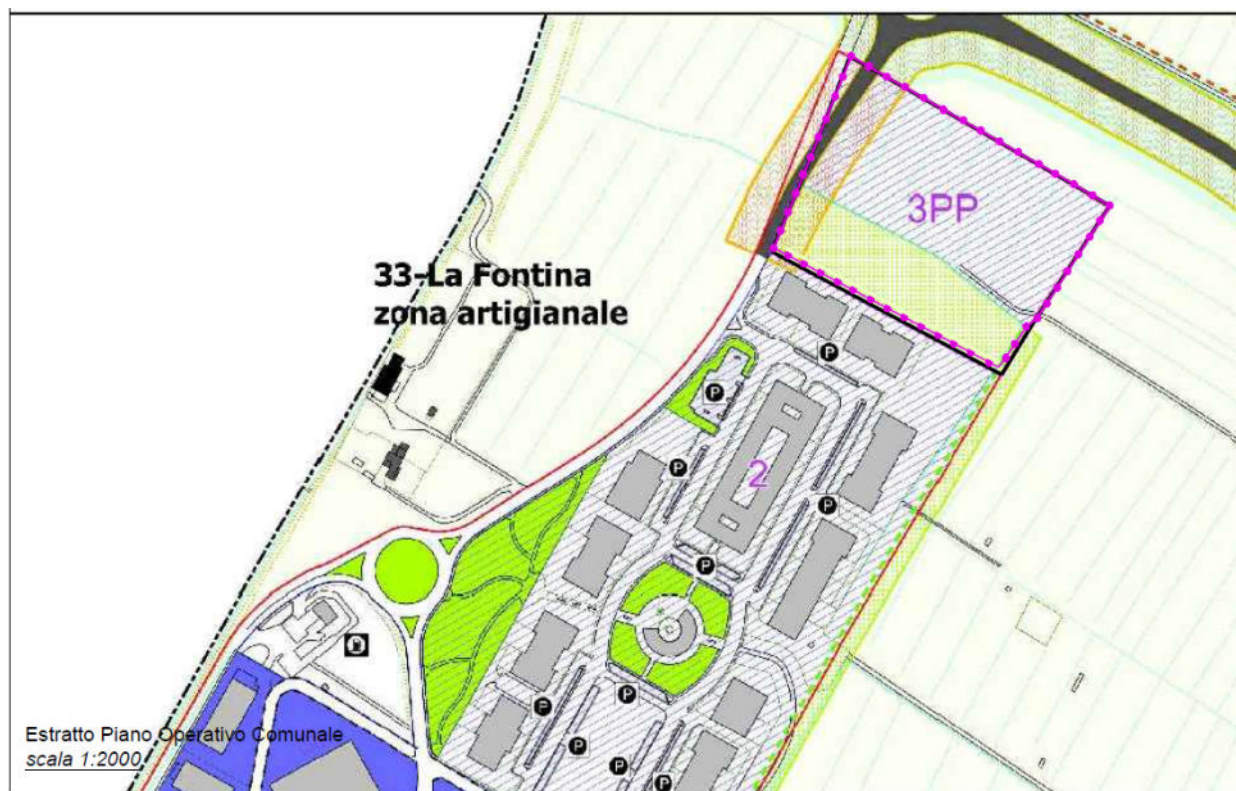 3PP
33-La Fontina
zona artigianale
P
P
P
2
P
P
P
P
P
P
P
P
Estratto Piano Operativo Comunale
scala 1:2000